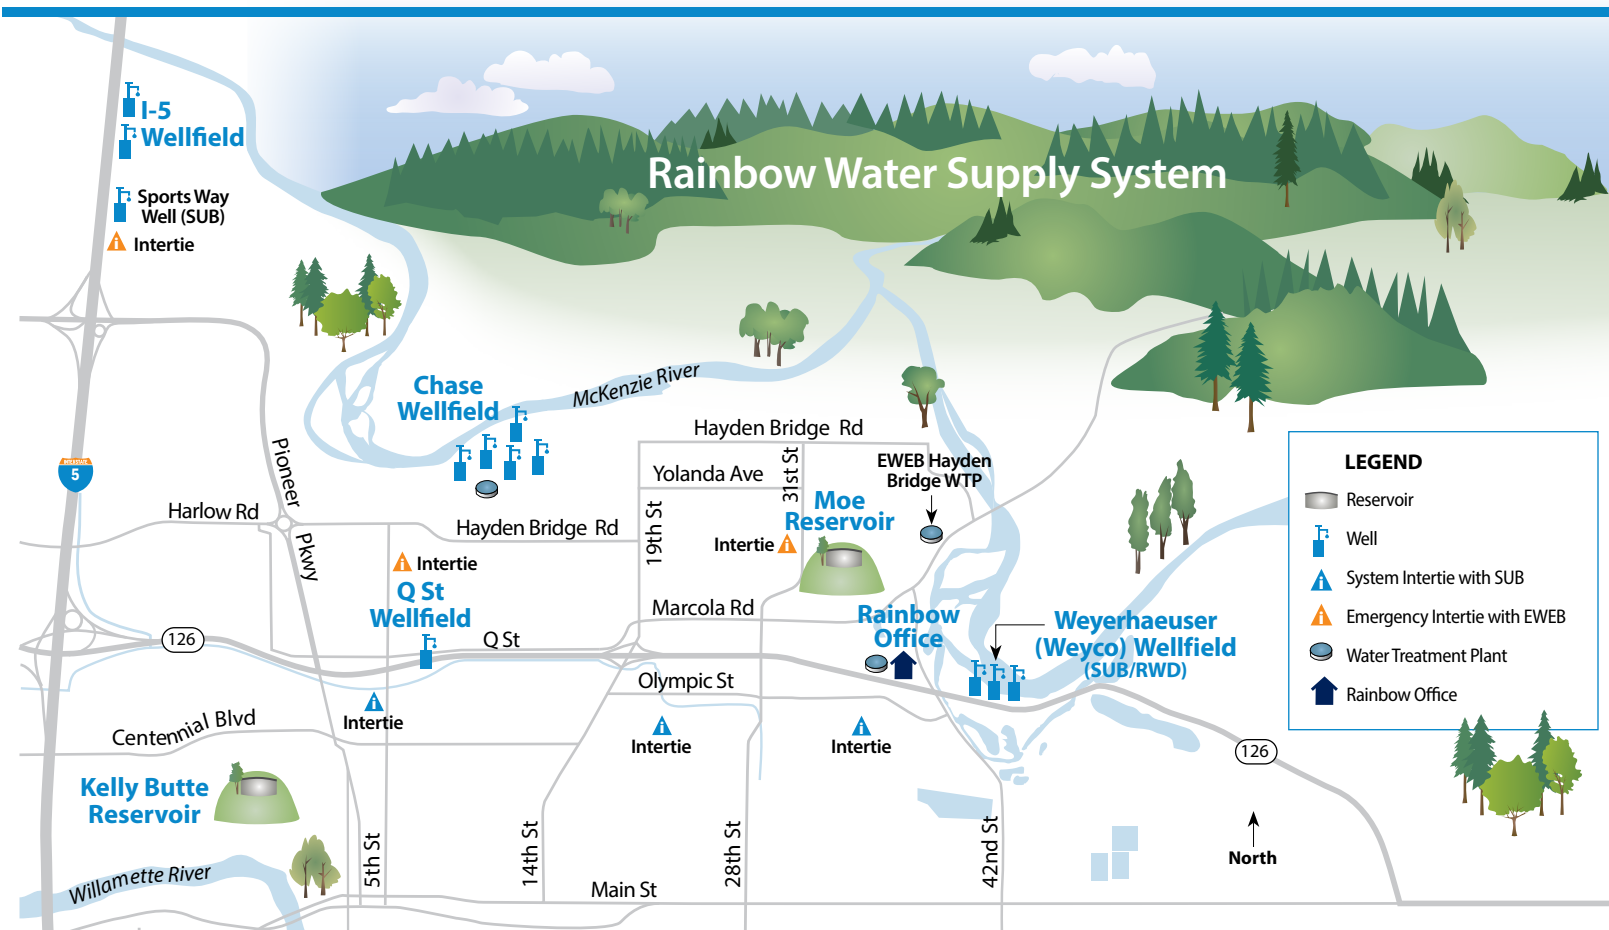 Rainbow Water Supply System
I-5
Wellfield
Sports Way
Well (SUB)
Intertie
INTERSTATE
5
Chase
Wellfield
McKenzie River
Pioneer
Pkwy
Harlow Rd
Hayden Bridge Rd
Hayden Bridge Rd
Yolanda Ave
31st St
19th St
EWEB Hayden
Bridge WTP
Moe
Reservoir
Intertie
Intertie
Q St
Wellfield
Marcola Rd
Rainbow
Office
Weyerhaeuser
(Weyco) Wellfield
(SUB/RWD)
126
Q St
Olympic St
Intertie
Intertie
Intertie
Centennial Blvd
Kelly Butte
Reservoir
Willamette River
5th St
14th St
28th St
42nd St
Main St
126
North
LEGEND
Reservoir
Well
System Intertie with SUB
Emergency Intertie with EWEB
Water Treatment Plant
Rainbow Office